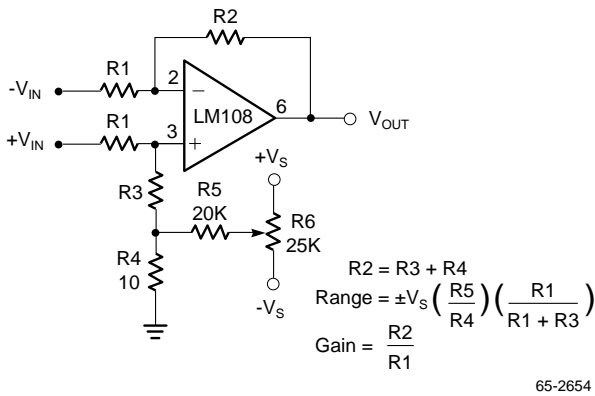 R2
R1
-VIN
2
−
LM108
6
VOUT
R1
+VIN
3
+
R3
R5
20K
+VS
R6
25K
R4
10
-VS
R2 = R3 + R4
Range = ±VS (R5/R4) (R1/(R1 + R3))
Gain = R2/R1
65-2654